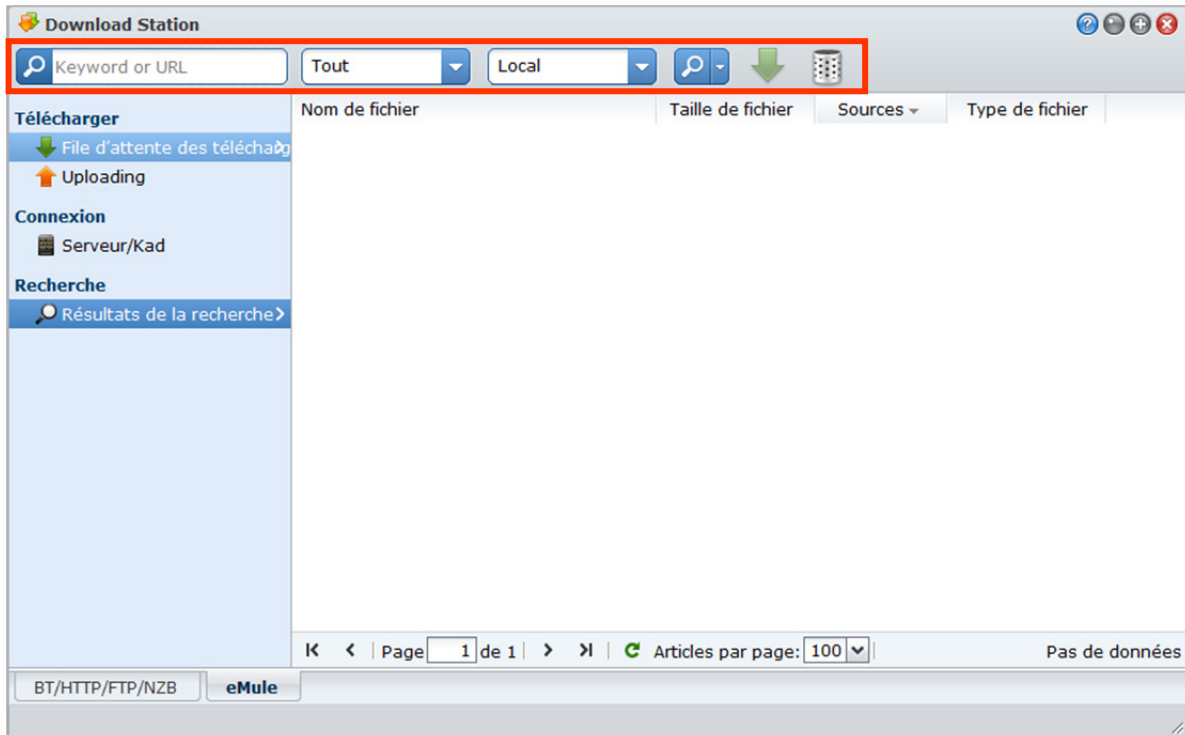 Download Station
Keyword or URL Tout Local
Nom de fichier Taille de fichier Sources Type de fichier
Télécharger
File d'attente des télécharg
Uploading
Connexion
Serveur/Kad
Recherche
Résultats de la recherche
Page 1 de 1 Articles par page: 100 Pas de données
BT/HTTP/FTP/NZB eMule